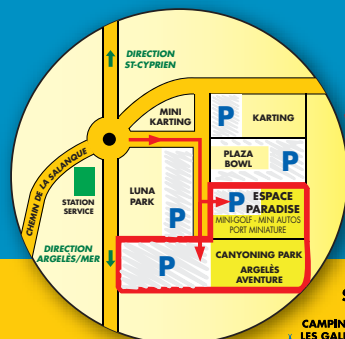 DIRECTION
ST-CYPRIEN
MINI
KARTING
P
KARTING
PLAZA
BOWL
P
CHEMIN DE LA SALANQUE
STATION
SERVICE
LUNA
PARK
P
P
ESPACE
PARADISE
MINI-GOLF - MINI AUTOS
PORT MINIATURE
DIRECTION
ARGELÈS/MER
P
CANYONING PARK
ARGELÈS
AVENTURE
S
CAMPIN
LES GAL